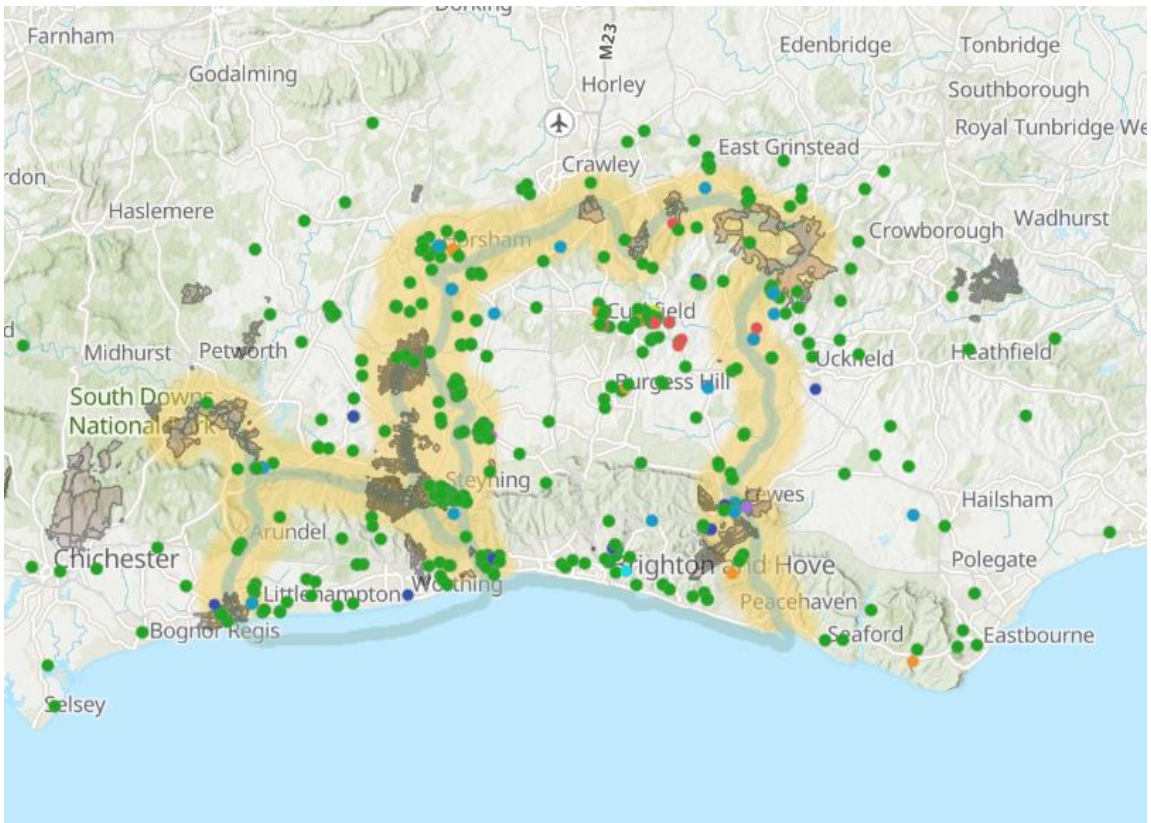 Dorking
Farnham
M23
Edenbridge
Tonbridge
Godalming
Horley
Southborough
Royal Tunbridge We
East Grinstead
Crawley
rdon
Haslemere
Wadhurst
Crowborough
orsham
Cuckfield
d
Midhurst
Petworth
Uckfield
Heathfield
Burgess Hill
South Downs
National Park
Steyning
Lewes
Hailsham
Arundel
Chichester
Polegate
Brighton and Hove
Worthing
Littlehampton
Peacehaven
Bognor Regis
Seaford
Eastbourne
Selsey